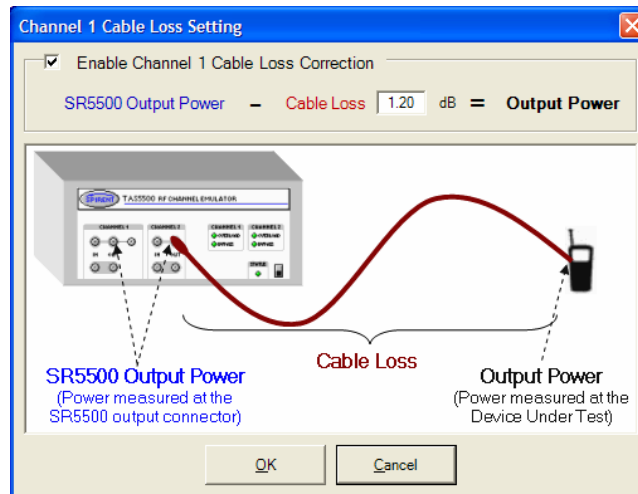 Channel 1 Cable Loss Setting
Enable Channel 1 Cable Loss Correction
SR5500 Output Power – Cable Loss 1.20 dB = Output Power
SPIRENT TAS5500 RF CHANNEL EMULATOR
CHANNEL 1 CHANNEL 2 CHANNEL 1 CHANNEL 2
IN IN OUT
STATUS
Cable Loss
SR5500 Output Power
(Power measured at the
SR5500 output connector)
Output Power
(Power measured at the
Device Under Test)
OK Cancel